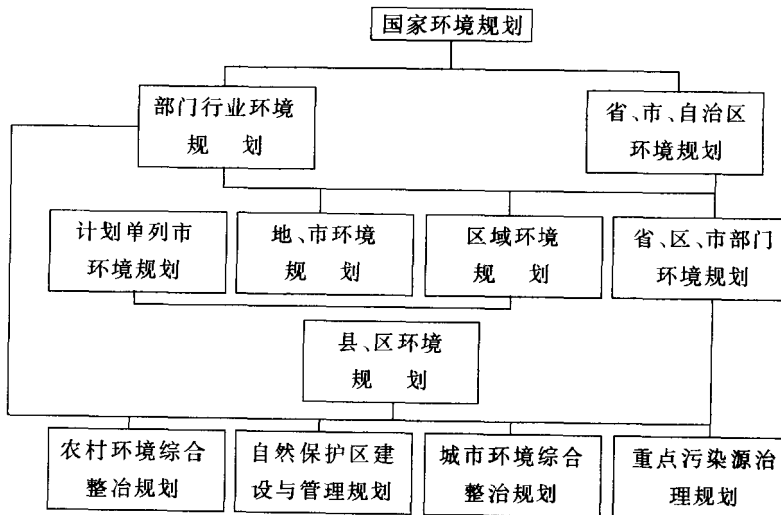 国家环境规划
部门行业环境
规 划
省、市、自治区
环境规划
计划单列市
环境规划
地、市环境
规 划
区域环境
规 划
省、区、市部门
环境规划
县、区环境
规 划
农村环境综合
整冶规划
自然保护区建
设与管理规划
城市环境综合
整治规划
重点污染源治
理规划